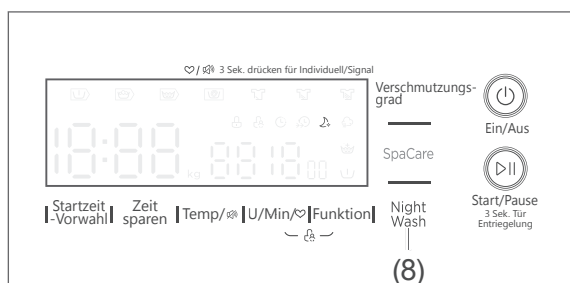 ♡/ 3 Sek. drücken für Individuell/Signal
Verschmutzungs-
grad
Ein/Aus
18:88
kg
SpaCare
Start/Pause
3 Sek. Tür
Entriegelung
Startzeit
-Vorwahl
Zeit
sparen
Temp/
U/Min/♡
Funktion
Night
Wash
(8)